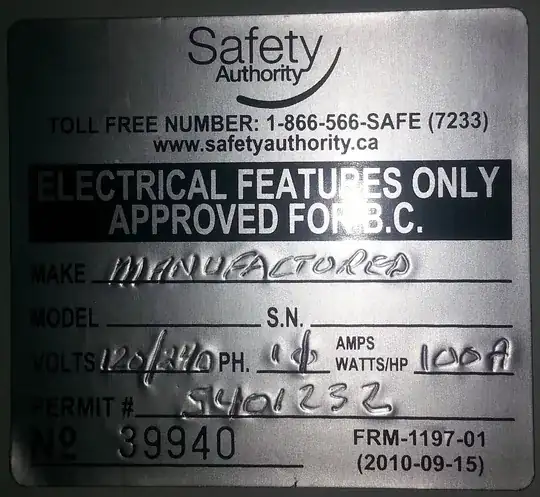 Safety
Authority
TOLL FREE NUMBER: 1-866-566-SAFE (7233)
www.safetyauthority.ca
ELECTRICAL FEATURES ONLY
APPROVED FOR B.C.
MAKE MANUFACTURED
MODEL S.N.
VOLTS 120/240 PH. 1ϕ AMPS WATTS/HP 100A
PERMIT # 5401232
Nº 39940 FRM-1197-01
(2010-09-15)